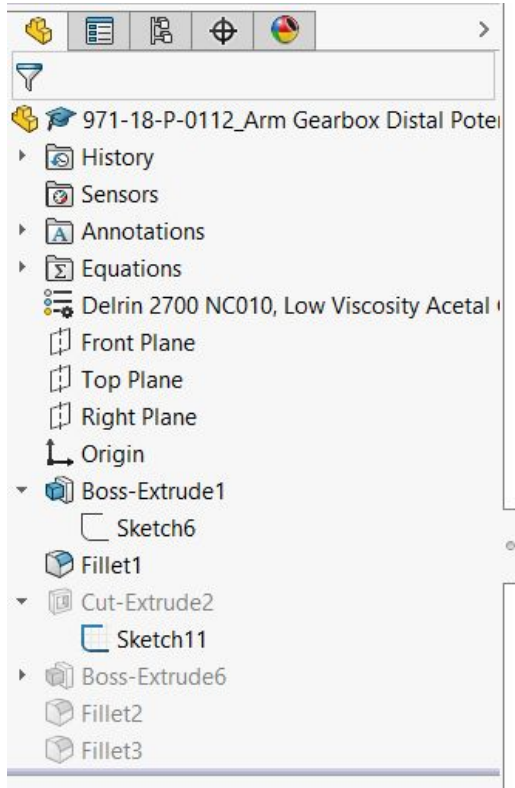 971-18-P-0112_Arm Gearbox Distal
History
Sensors
A Annotations
Equations
Delrin 2700 NC010, Low Viscosity Acetal
Front Plane
Top Plane
Right Plane
Origin
Boss-Extrude1
Sketch6
Fillet1
Cut-Extrude2
Sketch11
Boss-Extrude6
Fillet2
Fillet3